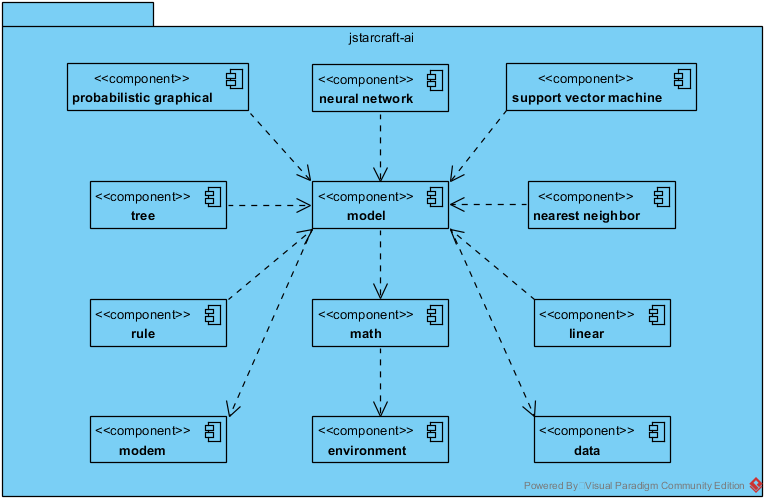 jstarcraft-ai
<<component>>
probabilistic graphical
<<component>>
neural network
<<component>>
support vector machine
<<component>>
tree
<<component>>
model
<<component>>
nearest neighbor
<<component>>
rule
<<component>>
math
<<component>>
linear
<<component>>
modem
<<component>>
environment
<<component>>
data
Powered By Visual Paradigm Community Edition